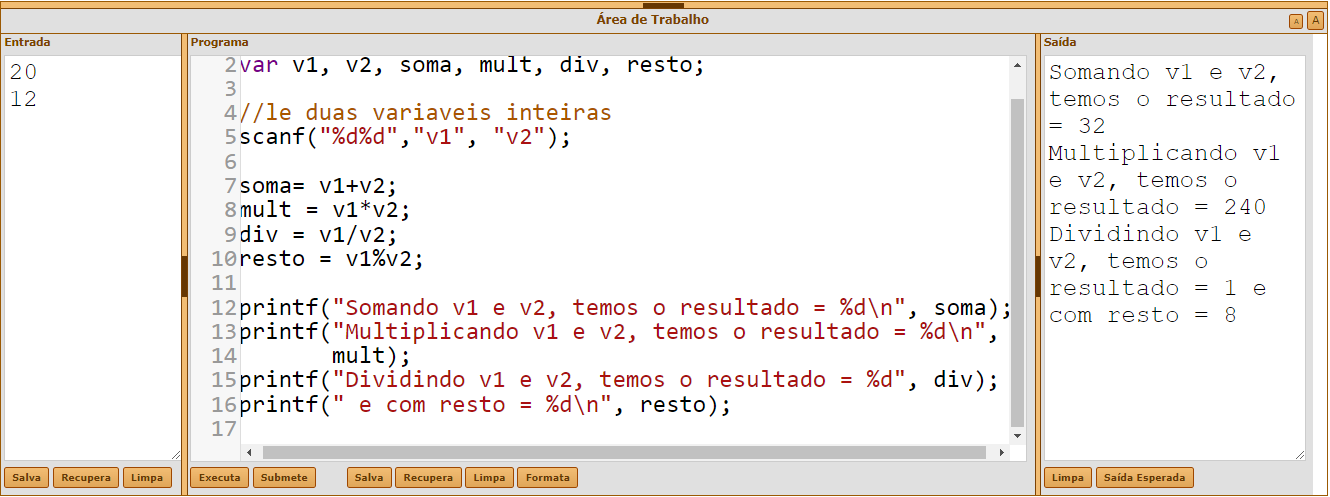 Área de Trabalho
A A
Entrada
20
12
Salva Recupera Limpa
Programa
2 var v1, v2, soma, mult, div, resto;
3
4 //le duas variaveis inteiras
5 scanf("%d%d","v1", "v2");
6
7 soma= v1+v2;
8 mult = v1*v2;
9 div = v1/v2;
10 resto = v1%v2;
11
12 printf("Somando v1 e v2, temos o resultado = %d\n", soma);
13 printf("Multiplicando v1 e v2, temos o resultado = %d\n",
14 mult);
15 printf("Dividindo v1 e v2, temos o resultado = %d", div);
16 printf(" e com resto = %d\n", resto);
17
Executa Submete Salva Recupera Limpa Formata
Saída
Somando v1 e v2,
temos o resultado
= 32
Multiplicando v1
e v2, temos o
resultado = 240
Dividindo v1 e
v2, temos o
resultado = 1 e
com resto = 8
Limpa Saída Esperada